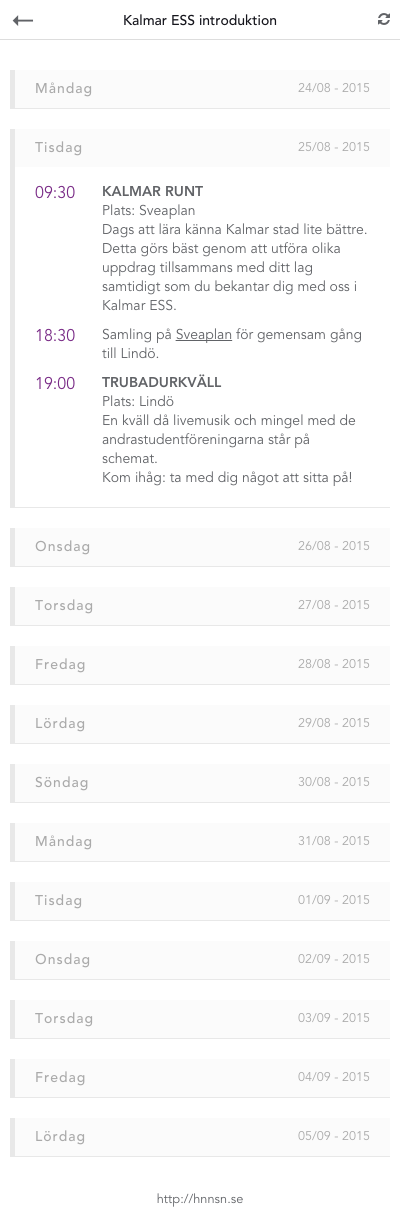 Kalmar ESS introduktion
Måndag 24/08 - 2015
Tisdag 25/08 - 2015
09:30 KALMAR RUNT
Plats: Sveaplan
Dags att lära känna Kalmar stad lite bättre.
Detta görs bäst genom att utföra olika
uppdrag tillsammans med ditt lag
samtidigt som du bekantar dig med oss i
Kalmar ESS.
18:30 Samling på Sveaplan för gemensam gång
till Lindö.
19:00 TRUBADURKVÄLL
Plats: Lindö
En kväll då livemusik och mingel med de
andrastudentföreningarna står på
schemat.
Kom ihåg: ta med dig något att sitta på!
Onsdag 26/08 - 2015
Torsdag 27/08 - 2015
Fredag 28/08 - 2015
Lördag 29/08 - 2015
Söndag 30/08 - 2015
Måndag 31/08 - 2015
Tisdag 01/09 - 2015
Onsdag 02/09 - 2015
Torsdag 03/09 - 2015
Fredag 04/09 - 2015
Lördag 05/09 - 2015
http://hnnsn.se